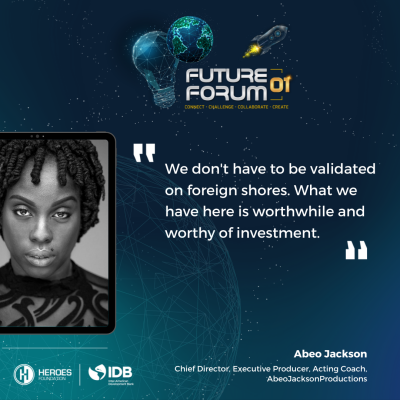 FUTURE
FORUM 01
CONNECT · CHALLENGE · COLLABORATE · CREATE
"
We don't have to be validated
on foreign shores. What we
have here is worthwhile and
worthy of investment.
"
Abeo Jackson
Chief Director, Executive Producer, Acting Coach,
AbeoJacksonProductions
HEROES
FOUNDATION
IDB
Inter-American
Development Bank